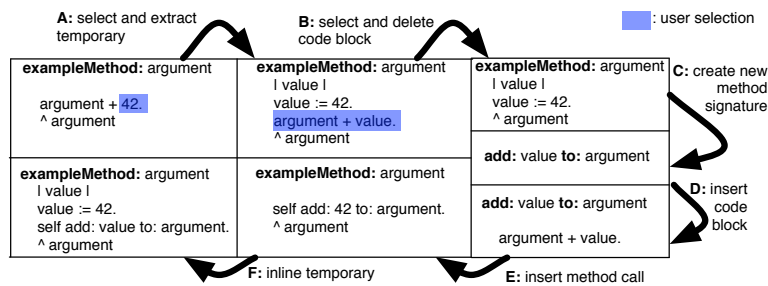 A: select and extract
temporary
B: select and delete
code block
: user selection
exampleMethod: argument
argument + 42.
^ argument
exampleMethod: argument
| value |
value := 42.
argument + value.
^ argument
exampleMethod: argument
| value |
value := 42.
^ argument
C: create new
method
signature
add: value to: argument
D: insert
code
block
add: value to: argument
argument + value.
exampleMethod: argument
| value |
value := 42.
self add: value to: argument.
^ argument
exampleMethod: argument
self add: 42 to: argument.
^ argument
F: inline temporary
E: insert method call